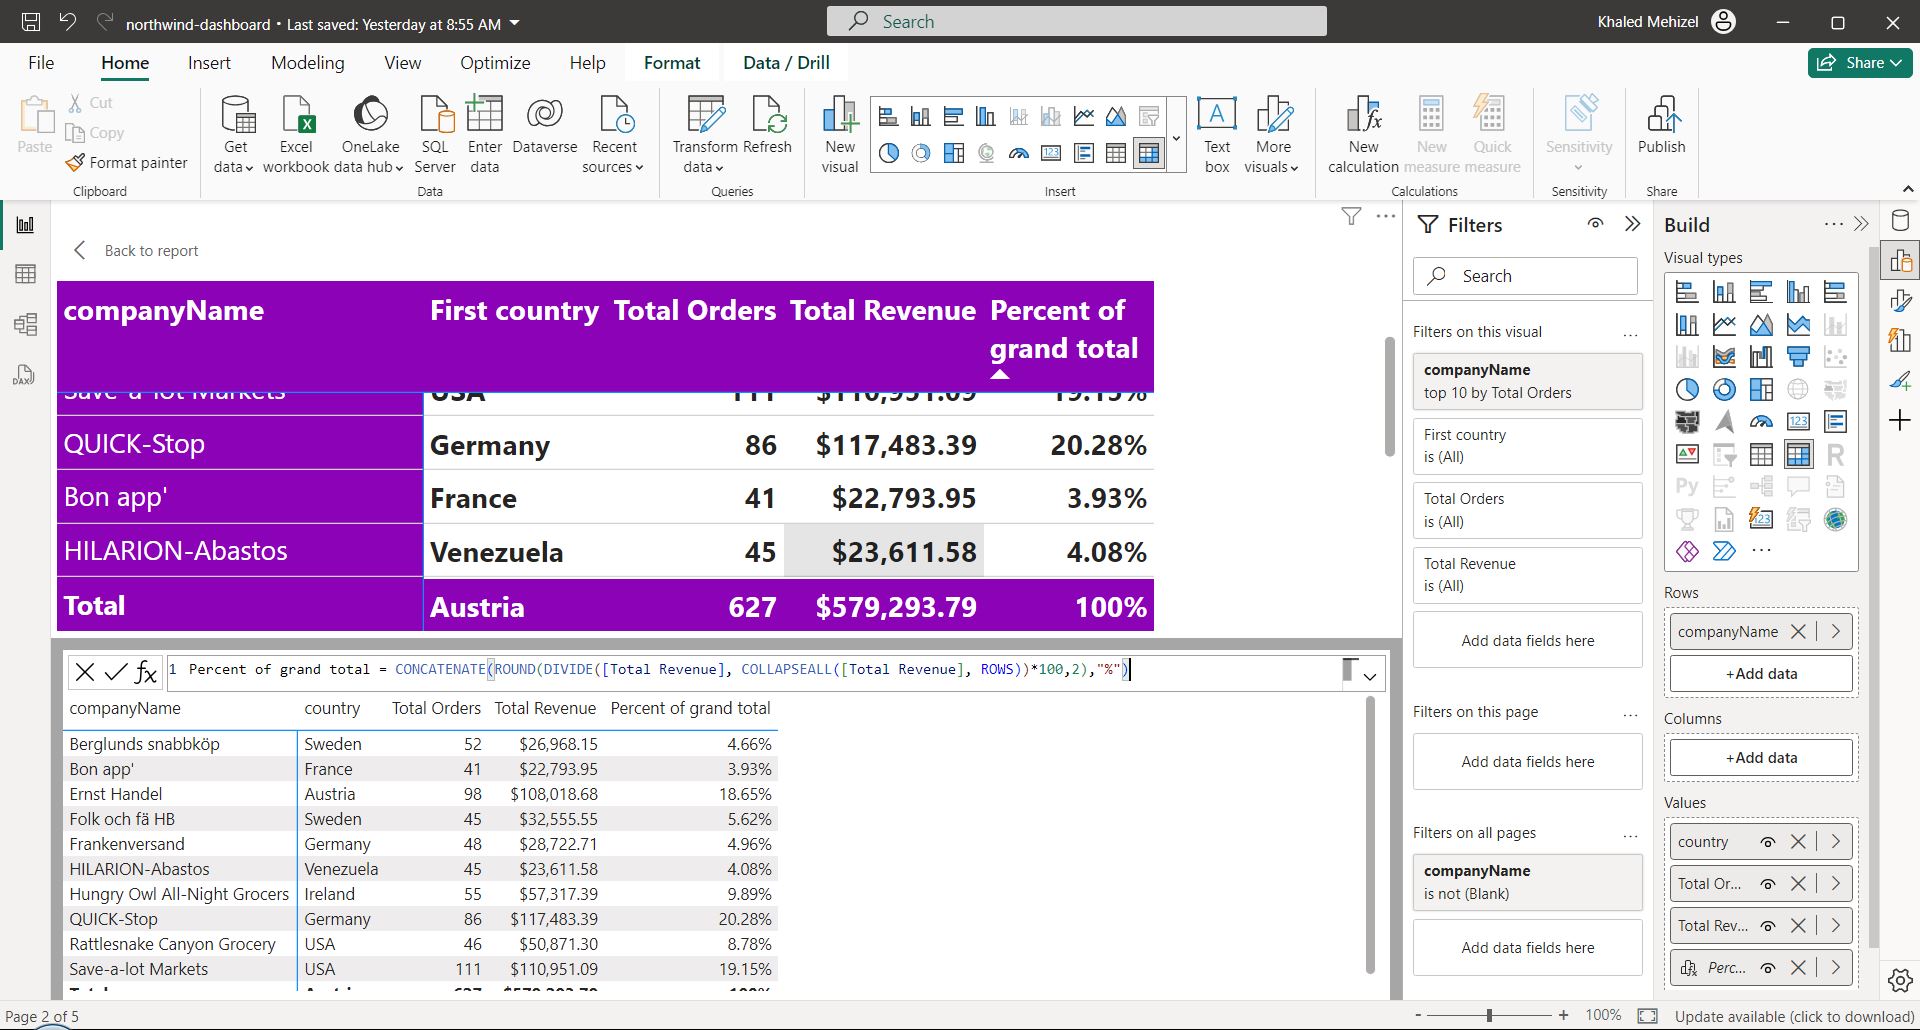 northwind-dashboard • Last saved: Yesterday at 8:55 AM
Search
Khaled Mehizel
File Home Insert Modeling View Optimize Help Format Data / Drill
Share
Paste
Cut
Copy
Format painter
Clipboard
Get data
Excel workbook
OneLake data hub
SQL Server
Enter data
Dataverse
Recent sources
Data
Transform data
Refresh
Queries
New visual
Text box
More visuals
Insert
New calculation
New measure
Quick measure
Calculations
Sensitivity
Sensitivity
Publish
Share
Back to report
companyName First country Total Orders Total Revenue Percent of grand total
Save-a-lot Markets USA 111 $110,951.09 19.15%
QUICK-Stop Germany 86 $117,483.39 20.28%
Bon app' France 41 $22,793.95 3.93%
HILARION-Abastos Venezuela 45 $23,611.58 4.08%
Total Austria 627 $579,293.79 100%
1 Percent of grand total = CONCATENATE(ROUND(DIVIDE([Total Revenue], COLLAPSEALL([Total Revenue], ROWS))*100,2),"%")
companyName country Total Orders Total Revenue Percent of grand total
Berglunds snabbköp Sweden 52 $26,968.15 4.66%
Bon app' France 41 $22,793.95 3.93%
Ernst Handel Austria 98 $108,018.68 18.65%
Folk och fä HB Sweden 45 $32,555.55 5.62%
Frankenversand Germany 48 $28,722.71 4.96%
HILARION-Abastos Venezuela 45 $23,611.58 4.08%
Hungry Owl All-Night Grocers Ireland 55 $57,317.39 9.89%
QUICK-Stop Germany 86 $117,483.39 20.28%
Rattlesnake Canyon Grocery USA 46 $50,871.30 8.78%
Save-a-lot Markets USA 111 $110,951.09 19.15%
Filters
Search
Filters on this visual
companyName
top 10 by Total Orders
First country
is (All)
Total Orders
is (All)
Total Revenue
is (All)
Add data fields here
Filters on this page
Add data fields here
Filters on all pages
companyName
is not (Blank)
Add data fields here
Build
Visual types
Rows
companyName
+Add data
Columns
+Add data
Values
country
Total Or...
Total Rev...
Perc...
Page 2 of 5
100%
Update available (click to download)